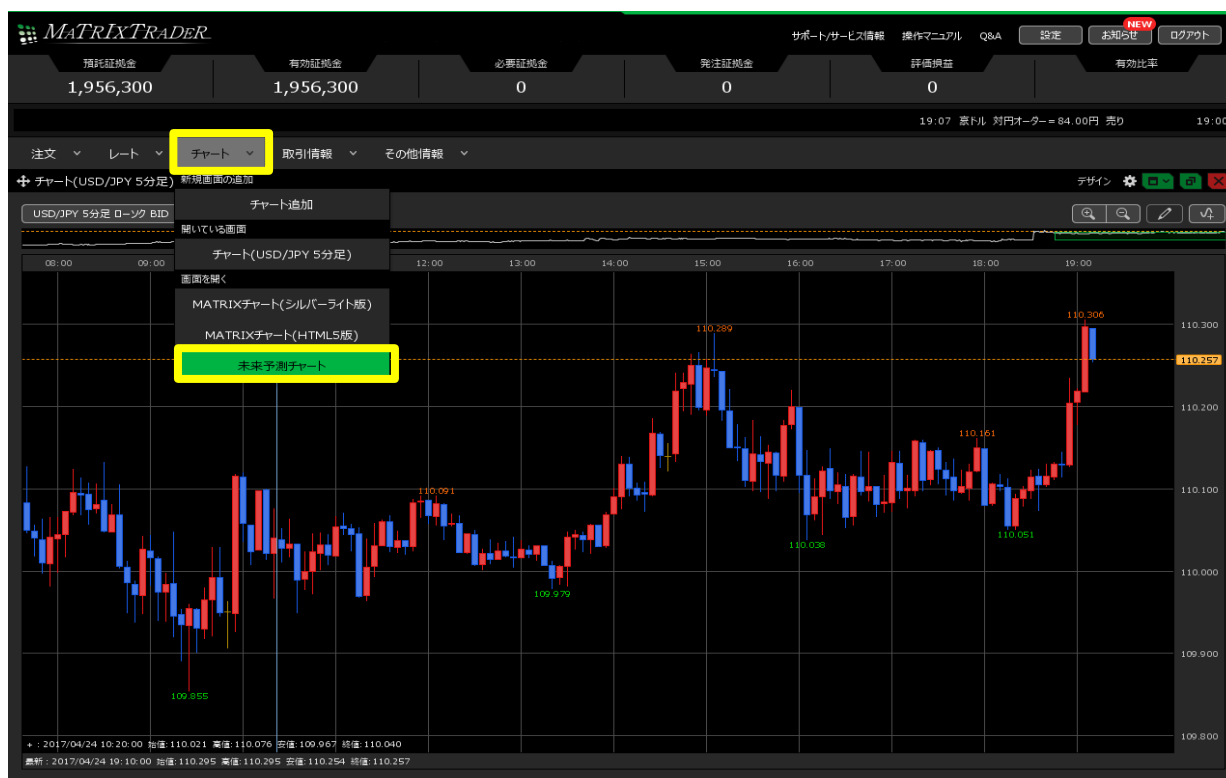 MATRIXTRADER
サポート/サービス情報 操作マニュアル Q&A 設定 お知らせ NEW ログアウト
預託証拠金 有効証拠金 必要証拠金 発注証拠金 評価損益 有効比率
1,956,300 1,956,300 0 0 0
19:07 豪ドル 対円オーダー=84.00円 売り 19:00
注文 レート チャート 取引情報 その他情報
チャート(USD/JPY 5分足) 新規画面の追加 デザイン
チャート追加
USD/JPY 5分足 ローソク BID
開いている画面
チャート(USD/JPY 5分足)
08:00 09:00 12:00 13:00 14:00 15:00 16:00 17:00 18:00 19:00
画面を開く
MATRIXチャート(シルバーライト版)
MATRIXチャート(HTML5版)
未来予測チャート
110.306
110.289
110.300
110.257
110.200
110.161
110.091
110.100
110.038
110.051
110.000
109.979
109.900
109.855
109.800
+ : 2017/04/24 10:20:00 始値:110.021 高値:110.076 安値:109.967 終値:110.040
最新 : 2017/04/24 19:10:00 始値:110.295 高値:110.295 安値:110.254 終値:110.257